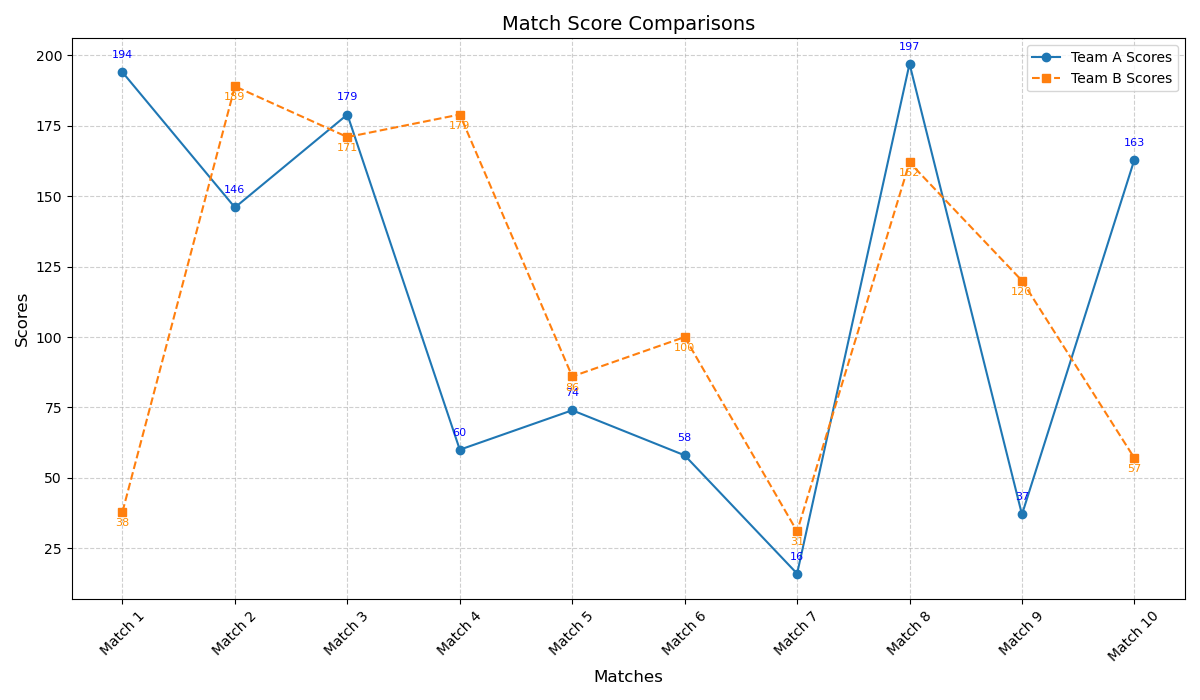 Match Score Comparisons
Team A Scores
Team B Scores
Scores
200
175
150
125
100
75
50
25
194
146
179
60
74
58
16
197
37
163
38
189
171
179
86
100
31
162
120
57
Match 1
Match 2
Match 3
Match 4
Match 5
Match 6
Match 7
Match 8
Match 9
Match 10
Matches